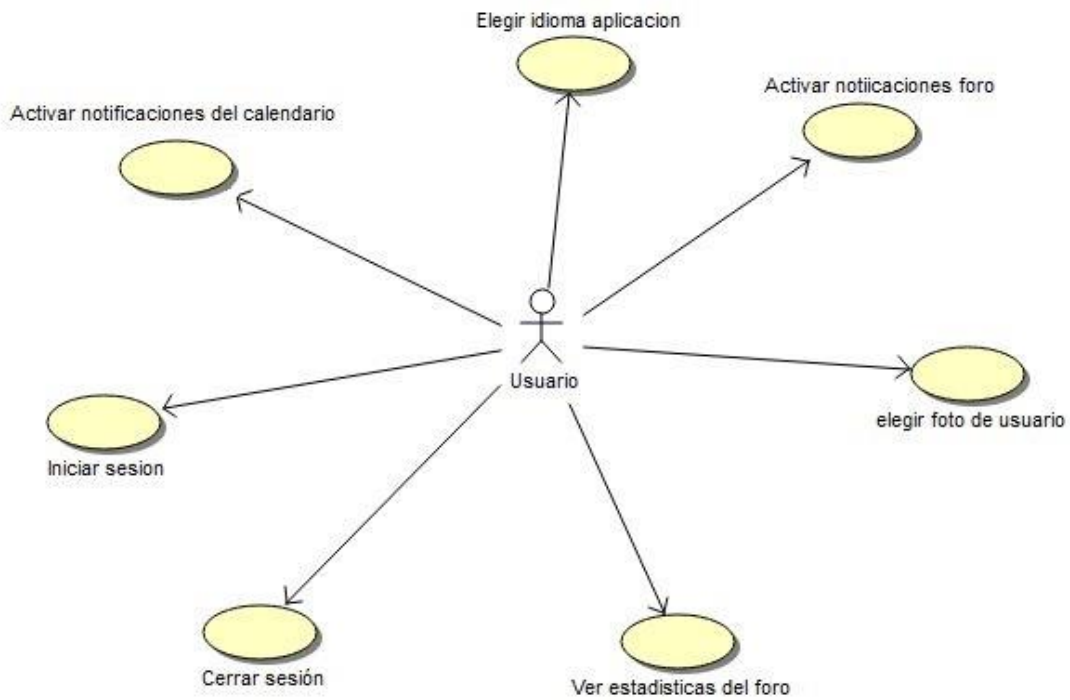 Elegir idioma aplicacion
Activar notiicaciones foro
Activar notificaciones del calendario
Usuario
elegir foto de usuario
Iniciar sesion
Cerrar sesión
Ver estadisticas del foro